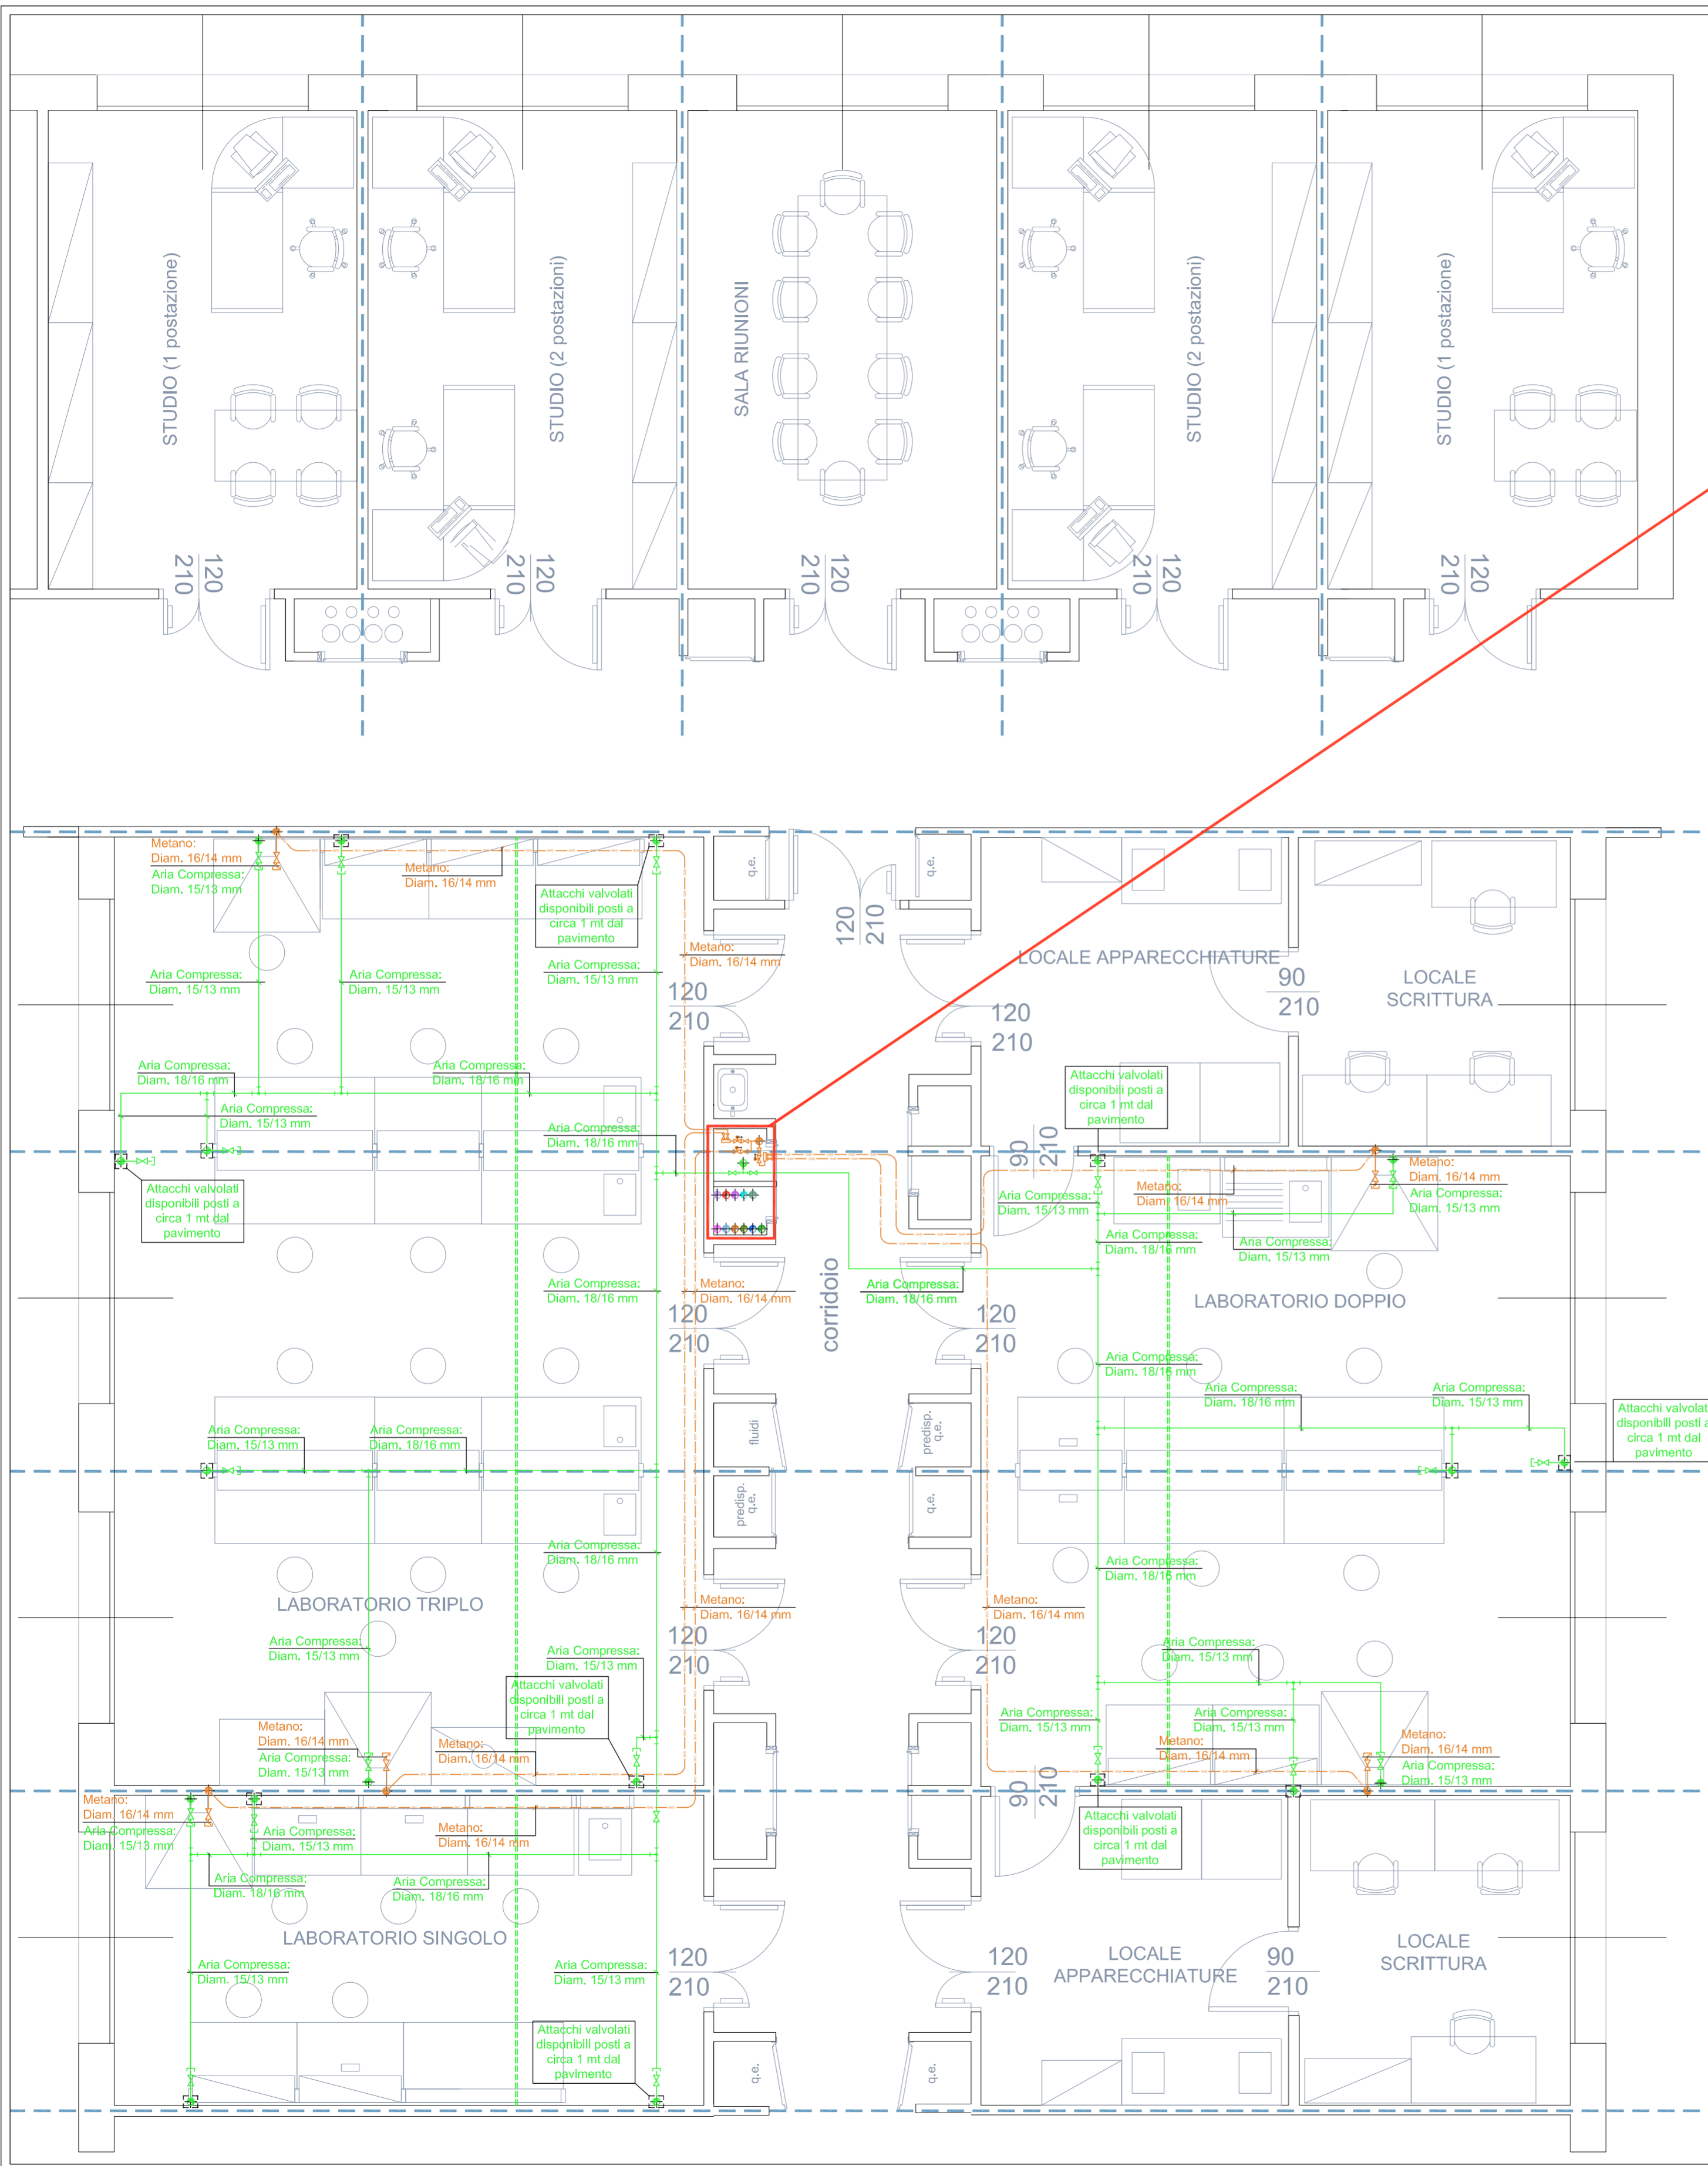 STUDIO (1 postazione)
STUDIO (2 postazioni)
SALA RIUNIONI
STUDIO (2 postazioni)
STUDIO (1 postazione)
120
210
120
210
120
210
120
210
120
210
Metano:
Diam. 16/14 mm
Aria Compressa:
Diam. 15/13 mm
Metano:
Diam. 16/14 mm
Attacchi valvolati
disponibili posti a
circa 1 mt dal
pavimento
q.e.
q.e.
120
210
Metano:
Diam. 16/14 mm
Aria Compressa:
Diam. 15/13 mm
Aria Compressa:
Diam. 15/13 mm
Aria Compressa:
Diam. 15/13 mm
LOCALE APPARECCHIATURE
90
210
LOCALE
SCRITTURA
120
210
120
210
Aria Compressa:
Diam. 18/16 mm
Aria Compressa:
Diam. 18/16 mm
Aria Compressa:
Diam. 15/13 mm
Aria Compressa:
Diam. 18/16 mm
Attacchi valvolati
disponibili posti a
circa 1 mt dal
pavimento
90
210
Attacchi valvolati
disponibili posti a
circa 1 mt dal
pavimento
Aria Compressa:
Diam. 15/13 mm
Metano:
Diam. 16/14 mm
Metano:
Diam. 16/14 mm
Aria Compressa:
Diam. 15/13 mm
Aria Compressa:
Diam. 18/16 mm
Aria Compressa:
Diam. 15/13 mm
Aria Compressa:
Diam. 18/16 mm
Metano:
Diam. 16/14 mm
corridoio
Aria Compressa:
Diam. 18/16 mm
LABORATORIO DOPPIO
120
210
120
210
Aria Compressa:
Diam. 18/16 mm
Aria Compressa:
Diam. 18/16 mm
Aria Compressa:
Diam. 15/13 mm
Attacchi valvolati
disponibili posti a
circa 1 mt dal
pavimento
Aria Compressa:
Diam. 15/13 mm
Aria Compressa:
Diam. 18/16 mm
fluidi
predisp.
q.e.
predisp.
q.e.
q.e.
Aria Compressa:
Diam. 18/16 mm
Aria Compressa:
Diam. 18/16 mm
LABORATORIO TRIPLO
Metano:
Diam. 16/14 mm
Metano:
Diam. 16/14 mm
120
210
120
210
Aria Compressa:
Diam. 15/13 mm
Aria Compressa:
Diam. 15/13 mm
Aria Compressa:
Diam. 15/13 mm
Attacchi valvolati
disponibili posti a
circa 1 mt dal
pavimento
Metano:
Diam. 16/14 mm
Aria Compressa:
Diam. 15/13 mm
Metano:
Diam. 16/14 mm
Aria Compressa:
Diam. 15/13 mm
Aria Compressa:
Diam. 15/13 mm
Metano:
Diam. 16/14 mm
Metano:
Diam. 16/14 mm
Aria Compressa:
Diam. 15/13 mm
Metano:
Diam. 16/14 mm
Aria Compressa:
Diam. 15/13 mm
Aria Compressa:
Diam. 15/13 mm
Metano:
Diam. 16/14 mm
90
210
Attacchi valvolati
disponibili posti a
circa 1 mt dal
pavimento
Aria Compressa:
Diam. 18/16 mm
Aria Compressa:
Diam. 18/16 mm
LABORATORIO SINGOLO
Aria Compressa:
Diam. 15/13 mm
Aria Compressa:
Diam. 15/13 mm
120
210
120
210
LOCALE
APPARECCHIATURE
90
210
LOCALE
SCRITTURA
Attacchi valvolati
disponibili posti a
circa 1 mt dal
pavimento
q.e.
q.e.